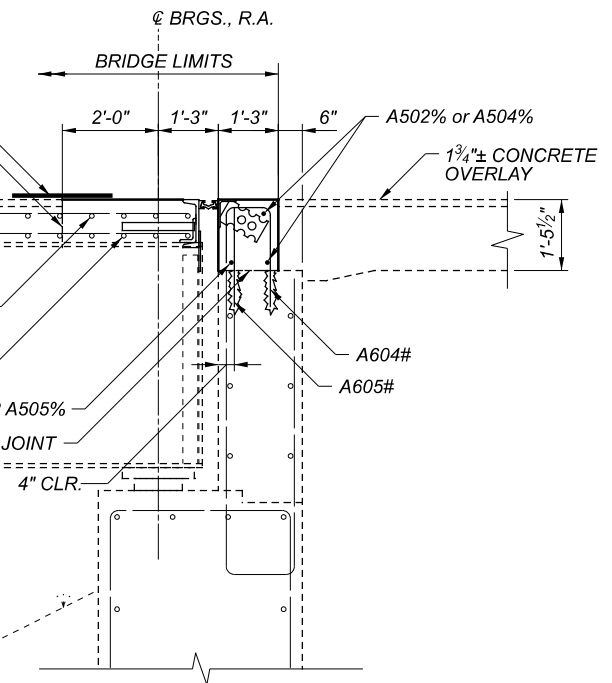 ℄ BRGS., R.A.
BRIDGE LIMITS
2'-0"
1'-3"
1'-3"
6"
A502% or A504%
1¾"± CONCRETE
OVERLAY
1'-5½"
A604#
A605#
A505%
JOINT
4" CLR.